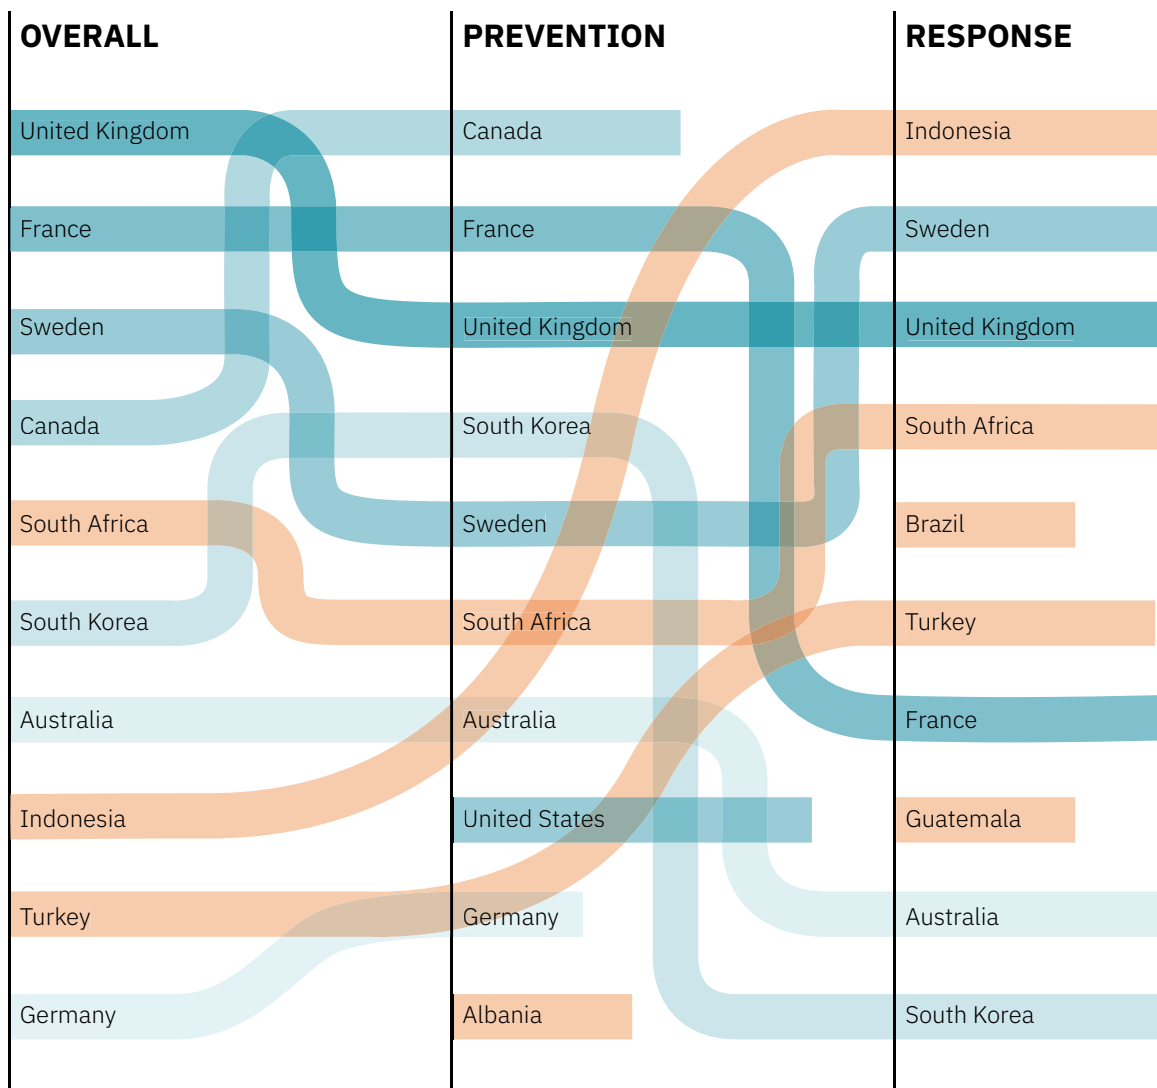 OVERALL
United Kingdom
France
Sweden
Canada
South Africa
South Korea
Australia
Indonesia
Turkey
Germany
PREVENTION
Canada
France
United Kingdom
South Korea
Sweden
South Africa
Australia
United States
Germany
Albania
RESPONSE
Indonesia
Sweden
United Kingdom
South Africa
Brazil
Turkey
France
Guatemala
Australia
South Korea